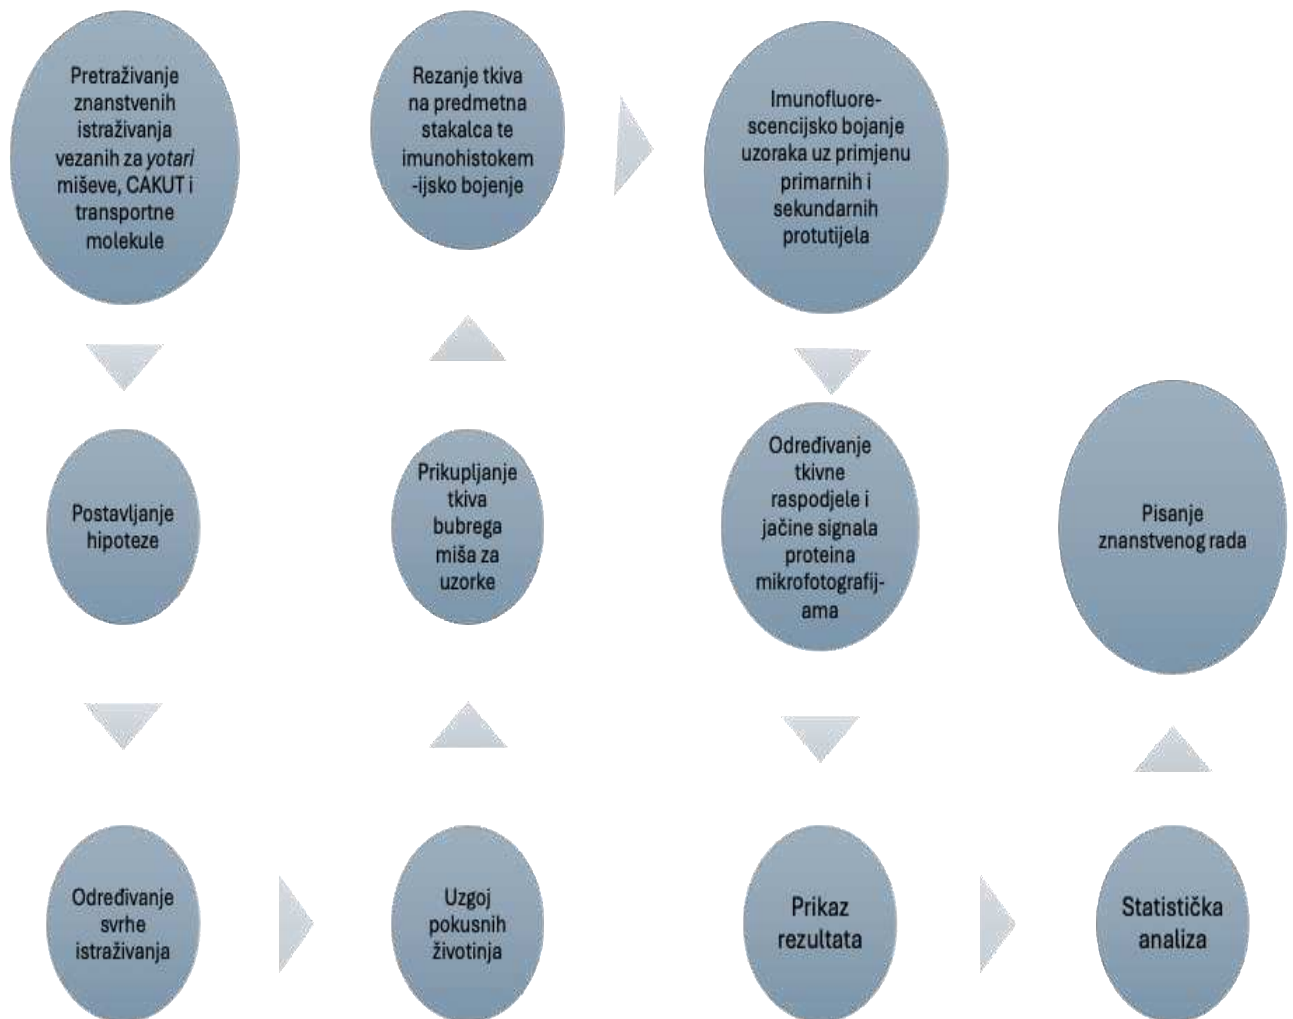 Pretraživanje
znanstvenih
istraživanja
vezanih za yotari
miševe, CAKUT i
transportne
molekule
Postavljanje
hipoteze
Određivanje
svrhe
istraživanja
Uzgoj
pokusnih
životinja
Prikupljanje
tkiva
bubrega
miša za
uzorke
Rezanje tkiva
na predmetna
stakalca te
imunohistokem
-ijsko bojenje
Imunofluore-
scencijsko bojanje
uzoraka uz primjenu
primarnih i
sekundarnih
protutijela
Određivanje
tkivne
raspodjele i
jačine signala
proteina
mikrofotografij-
ama
Prikaz
rezultata
Statistička
analiza
Pisanje
znanstvenog rada